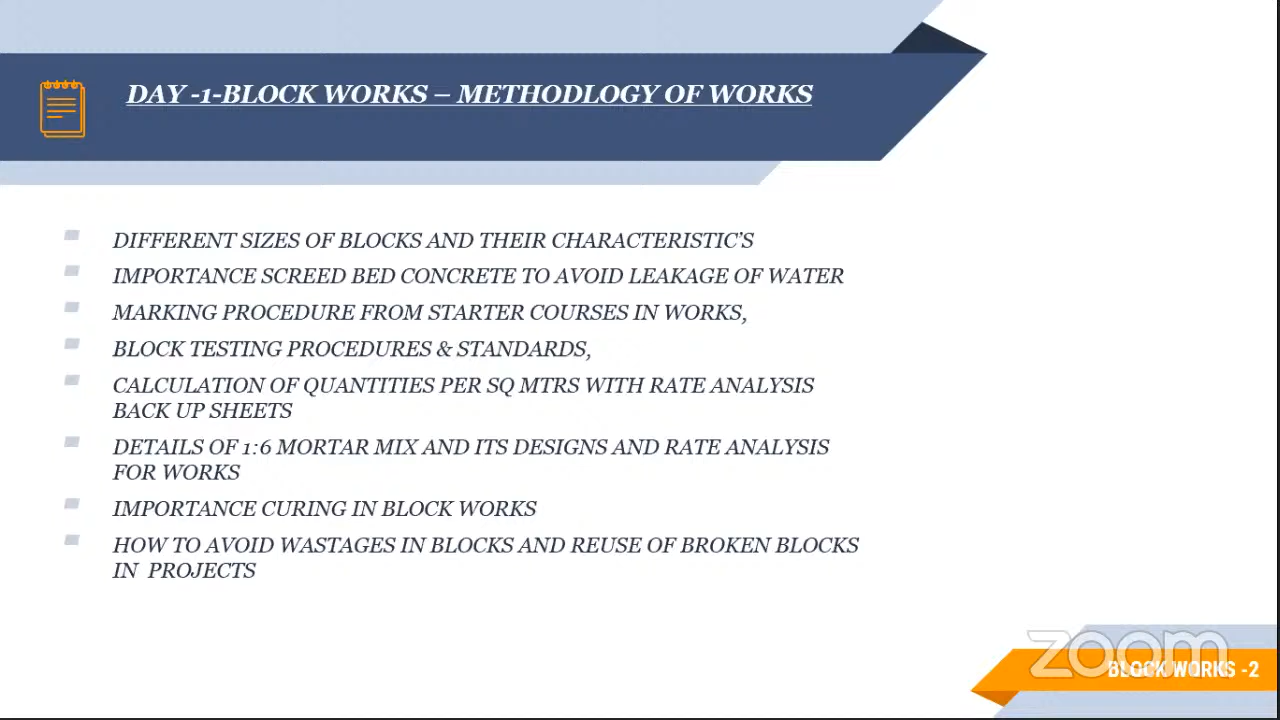 DAY -1-BLOCK WORKS – METHODLOGY OF WORKS
DIFFERENT SIZES OF BLOCKS AND THEIR CHARACTERISTIC’S
IMPORTANCE SCREED BED CONCRETE TO AVOID LEAKAGE OF WATER
MARKING PROCEDURE FROM STARTER COURSES IN WORKS,
BLOCK TESTING PROCEDURES & STANDARDS,
CALCULATION OF QUANTITIES PER SQ MTRS WITH RATE ANALYSIS
BACK UP SHEETS
DETAILS OF 1:6 MORTAR MIX AND ITS DESIGNS AND RATE ANALYSIS
FOR WORKS
IMPORTANCE CURING IN BLOCK WORKS
HOW TO AVOID WASTAGES IN BLOCKS AND REUSE OF BROKEN BLOCKS
IN PROJECTS
zoom
BLOCK WORKS -2